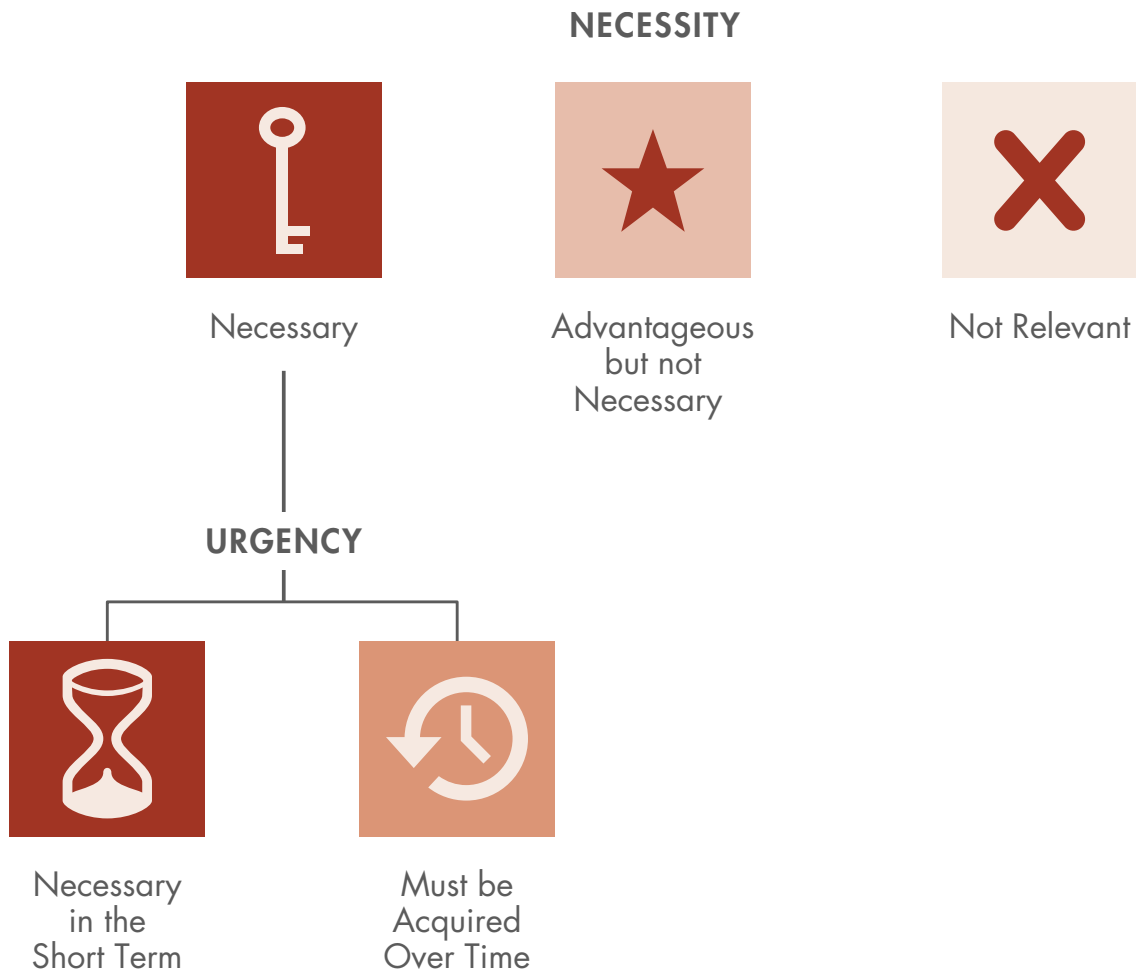 NECESSITY
Necessary
Advantageous
but not
Necessary
Not Relevant
URGENCY
Necessary
in the
Short Term
Must be
Acquired
Over Time